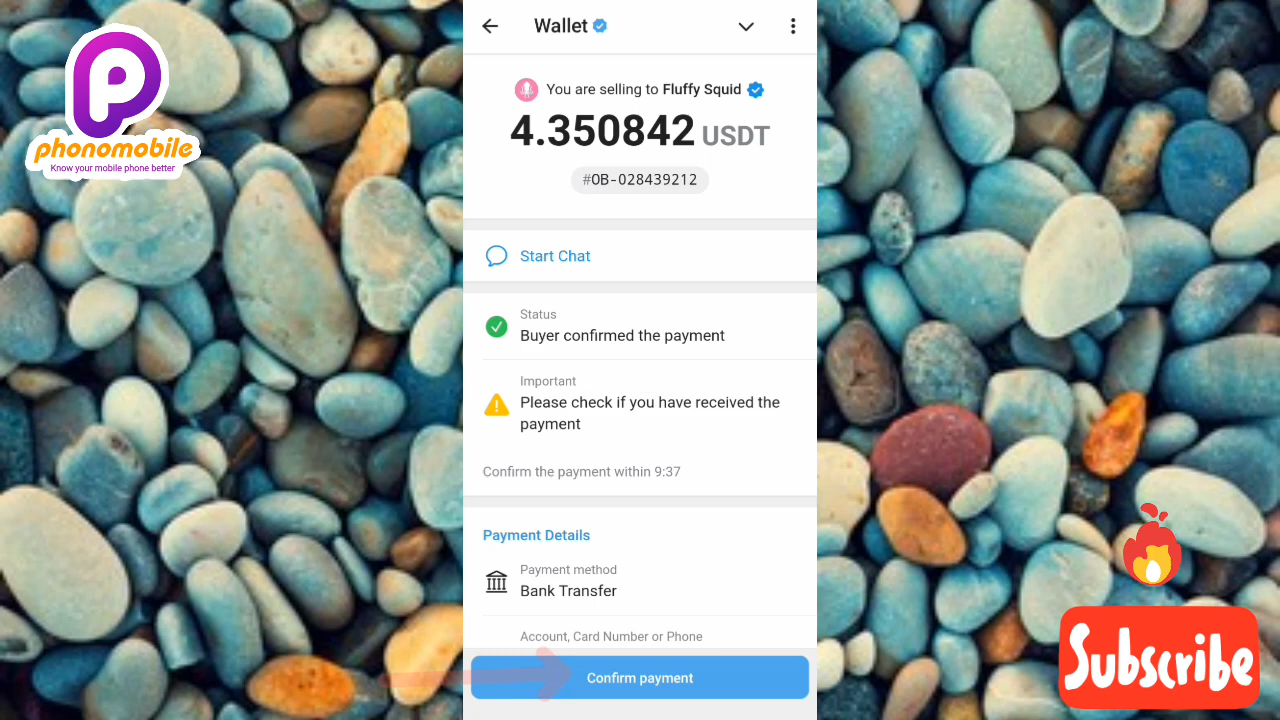 P
phonomobile
Know your mobile phone better
Wallet
You are selling to Fluffy Squid
4.350842 USDT
#OB-028439212
Start Chat
Status
Buyer confirmed the payment
Important
Please check if you have received the
payment
Confirm the payment within 9:37
Payment Details
Payment method
Bank Transfer
Account, Card Number or Phone
Confirm payment
Subscribe